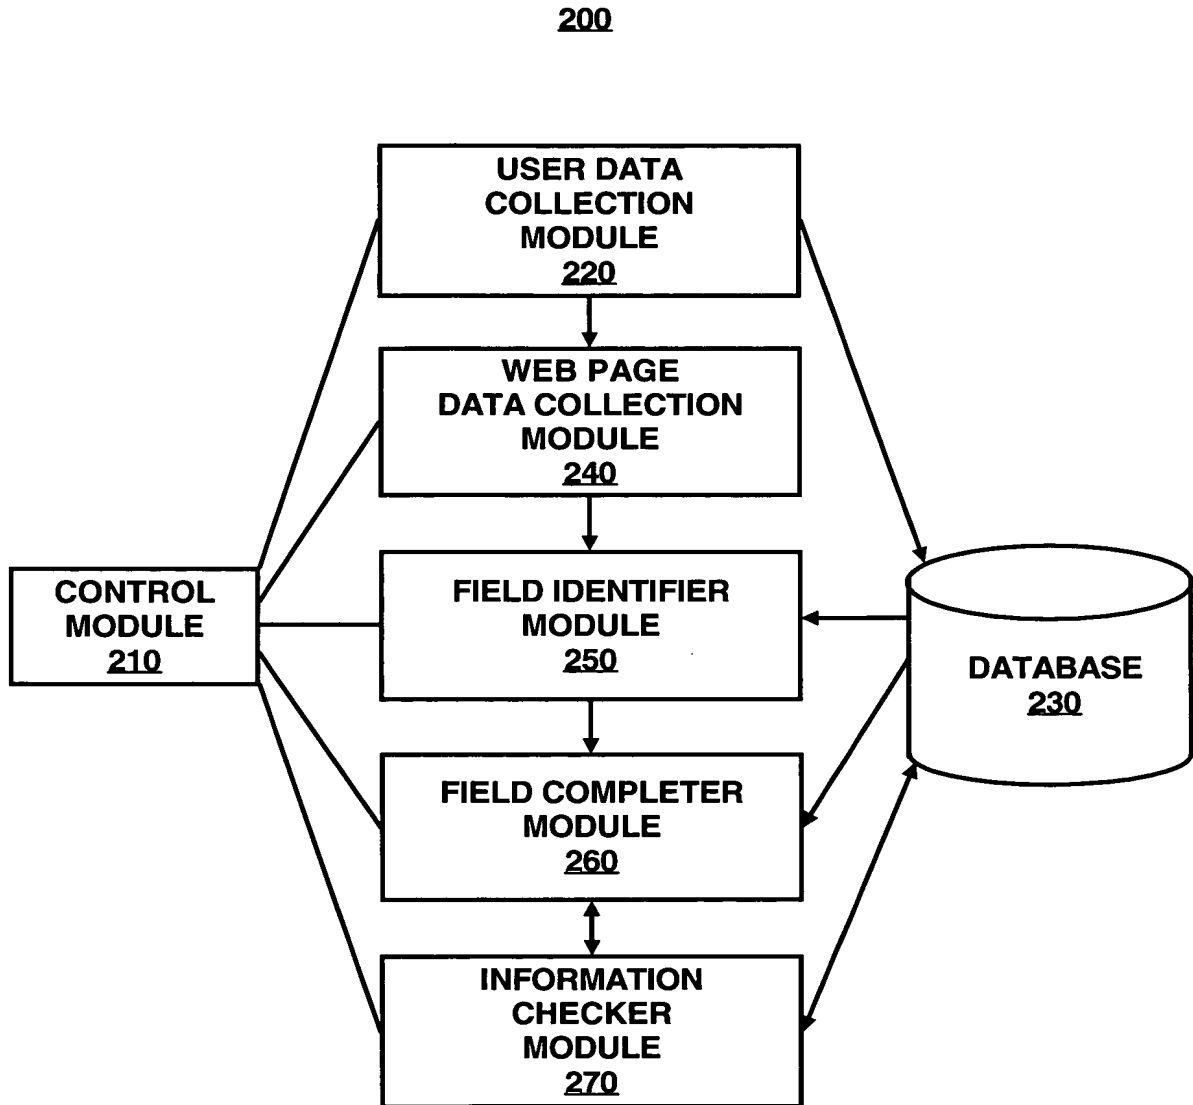 200
USER DATA
COLLECTION
MODULE
220
WEB PAGE
DATA COLLECTION
MODULE
240
CONTROL
MODULE
210
FIELD IDENTIFIER
MODULE
250
DATABASE
230
FIELD COMPLETER
MODULE
260
INFORMATION
CHECKER
MODULE
270